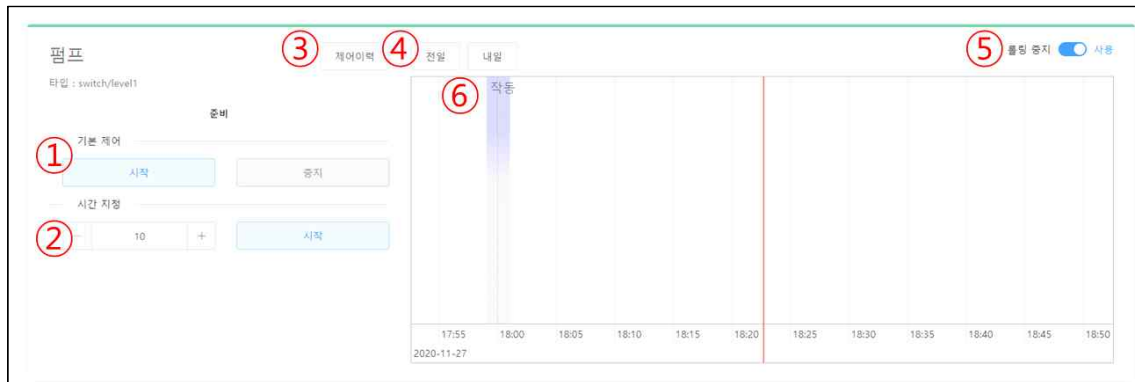 펌프
타입 : switch/level1
준비
① 기본 제어
시작 중지
시간 지정
② - 10 + 시작
③ 제어이력 ④ 전일 내일
⑤ 롤링 중지 사용
⑥ 작동
17:55 18:00 18:05 18:10 18:15 18:20 18:25 18:30 18:35 18:40 18:45 18:50
2020-11-27